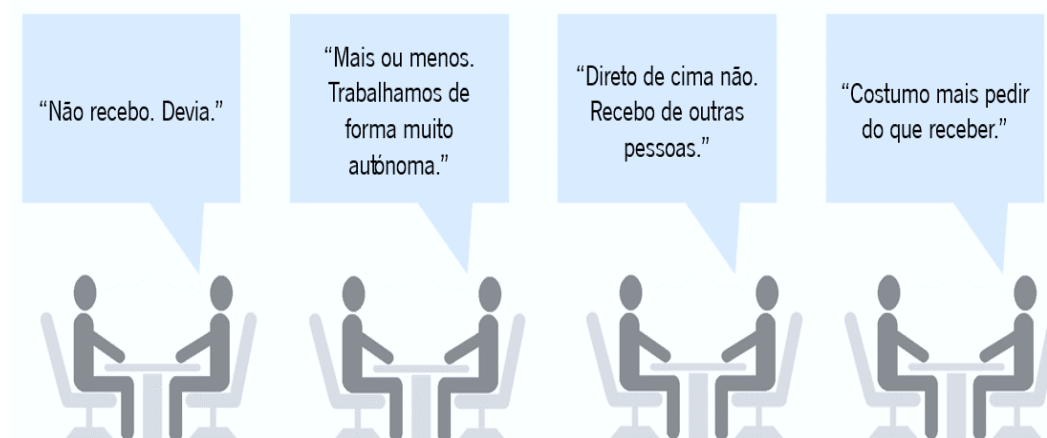 “Não recebo. Devia.”
“Mais ou menos.
Trabalhamos de
forma muito
autónoma.”
“Direto de cima não.
Recebo de outras
pessoas.”
“Costumo mais pedir
do que receber.”